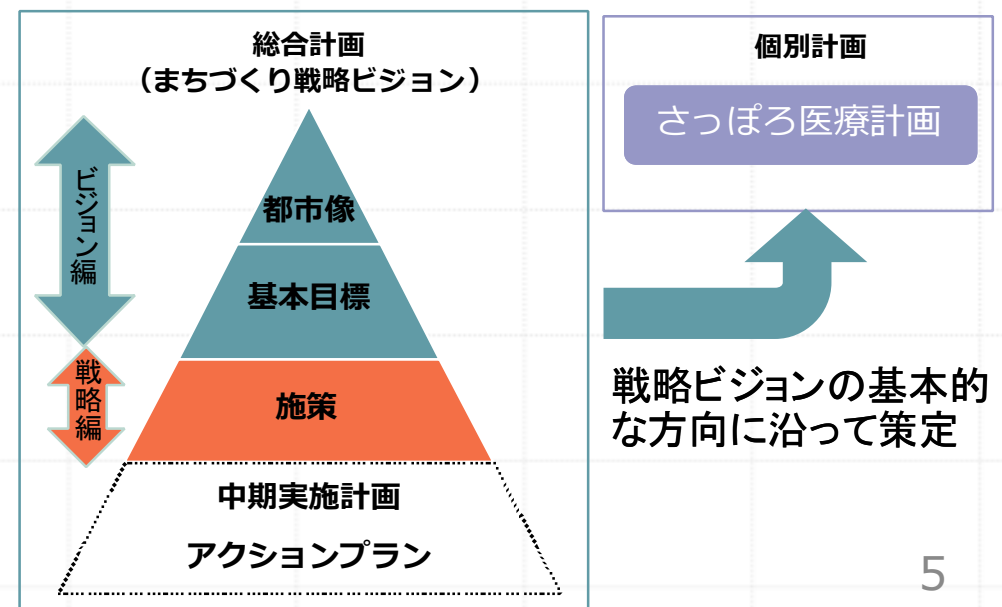 総合計画
（まちづくり戦略ビジョン）
ビジョン編
戦略編
都市像
基本目標
施策
中期実施計画
アクションプラン
個別計画
さっぽろ医療計画
戦略ビジョンの基本的
な方向に沿って策定
5